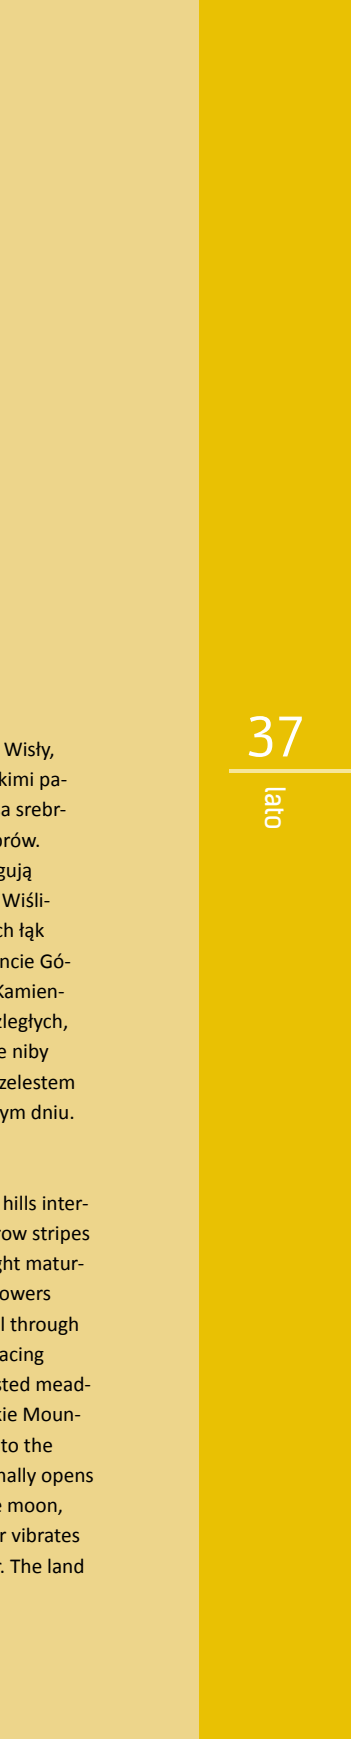 Wisły,
kimi pa-
a srebr-
orów.
gują
Wiśli-
ch łąk
ncie Gó-
Kamien-
ległych,
e niby
zelestem
ym dniu.
hills inter-
row stripes
ght matur-
owers
l through
acing
sted mead-
kie Moun-
to the
nally opens
e moon,
r vibrates
. The land
37
lato